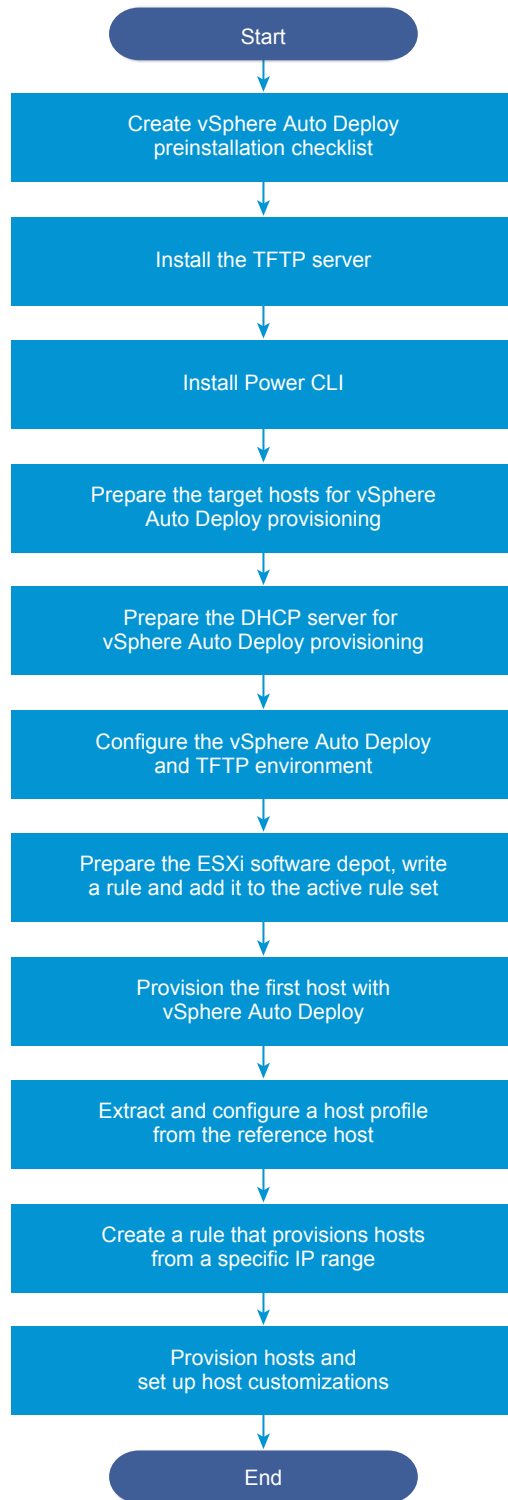 Start
Create vSphere Auto Deploy
preinstallation checklist
Install the TFTP server
Install Power CLI
Prepare the target hosts for vSphere
Auto Deploy provisioning
Prepare the DHCP server for
vSphere Auto Deploy provisioning
Configure the vSphere Auto Deploy
and TFTP environment
Prepare the ESXi software depot, write
a rule and add it to the active rule set
Provision the first host with
vSphere Auto Deploy
Extract and configure a host profile
from the reference host
Create a rule that provisions hosts
from a specific IP range
Provision hosts and
set up host customizations
End